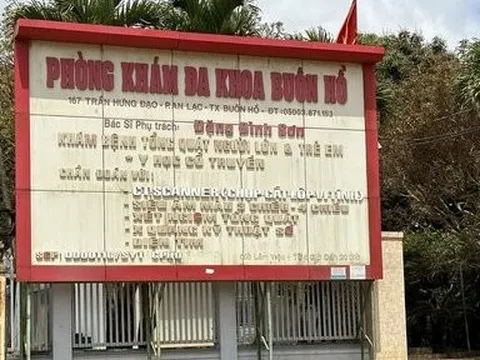 PHÒNG KHÁM ĐA KHOA BUÔN HỒ
167 TRẦN HƯNG ĐẠO - P.AN LẠC - TX BUÔN HỒ - ĐT: 05003.871.153
Bác Sĩ Phụ trách: Đặng Đình Sơn
KHÁM BỆNH TỔNG QUÁT NGƯỜI LỚN & TRẺ EM
* Y HỌC CỔ TRUYỀN
CHẨN ĐOÁN VỚI:
- CT.SCANNER (CHỤP CẮT LỚP VI TÍNH)
- SIÊU ÂM MÀU 3 CHIỀU - 4 CHIỀU
- XÉT NGHIỆM TỔNG QUÁT
- X QUANG KỸ THUẬT SỐ
- ĐIỆN TIM